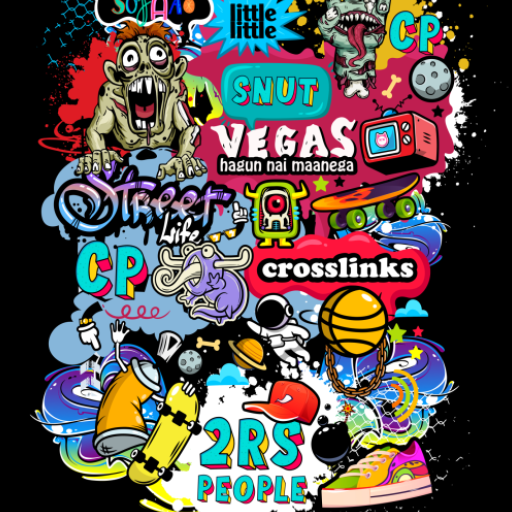 little
little
CP
SNUT
VEGAS
hagun nai maanega
Street
Life
CP
crosslinks
2RS
PEOPLE